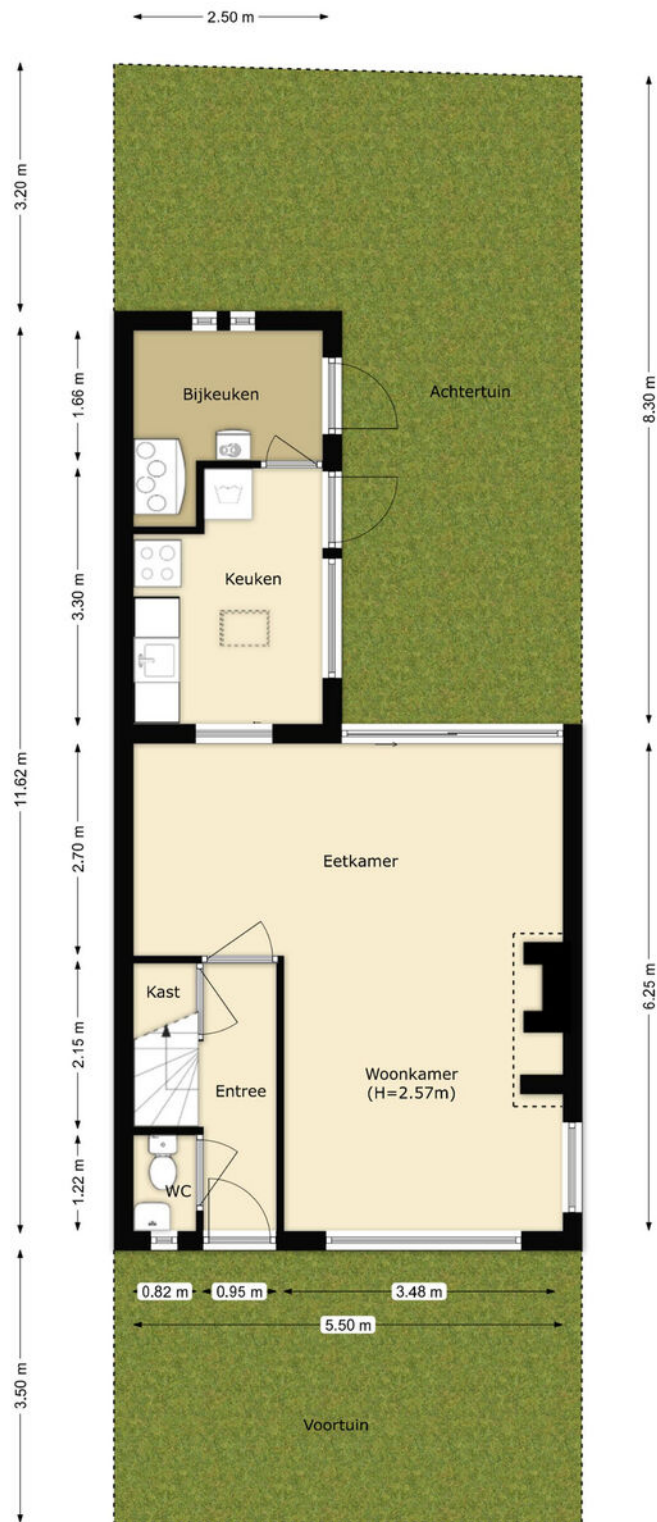 2.50 m
3.20 m
8.30 m
1.66 m
Bijkeuken
Achtertuin
3.30 m
Keuken
11.62 m
2.70 m
Eetkamer
6.25 m
2.15 m
Kast
Entree
Woonkamer
(H=2.57m)
1.22 m
WC
0.82 m
0.95 m
3.48 m
5.50 m
3.50 m
Voortuin